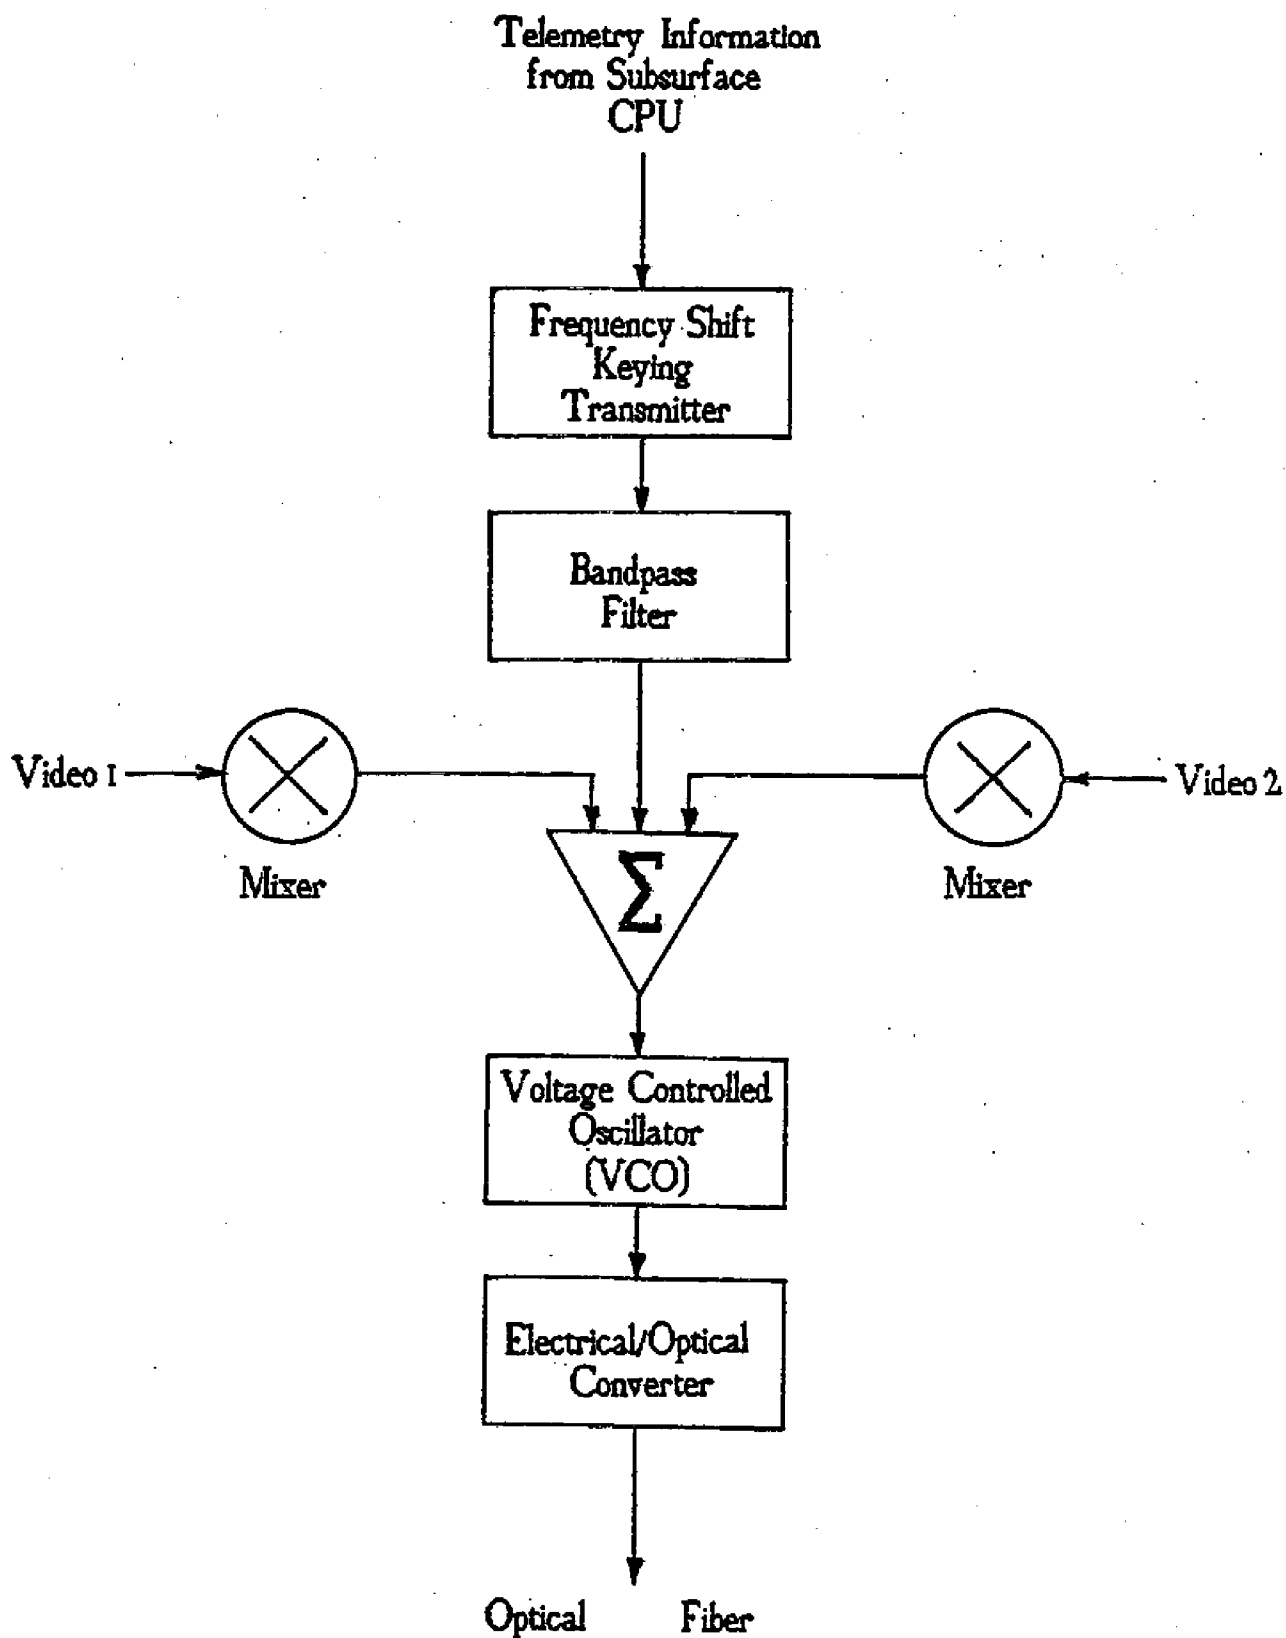 Telemetry Information
from Subsurface
CPU
Frequency Shift
Keying
Transmitter
Bandpass
Filter
Video 1
Video 2
Mixer
Mixer
Σ
Voltage Controlled
Oscillator
(VCO)
Electrical/Optical
Converter
Optical Fiber